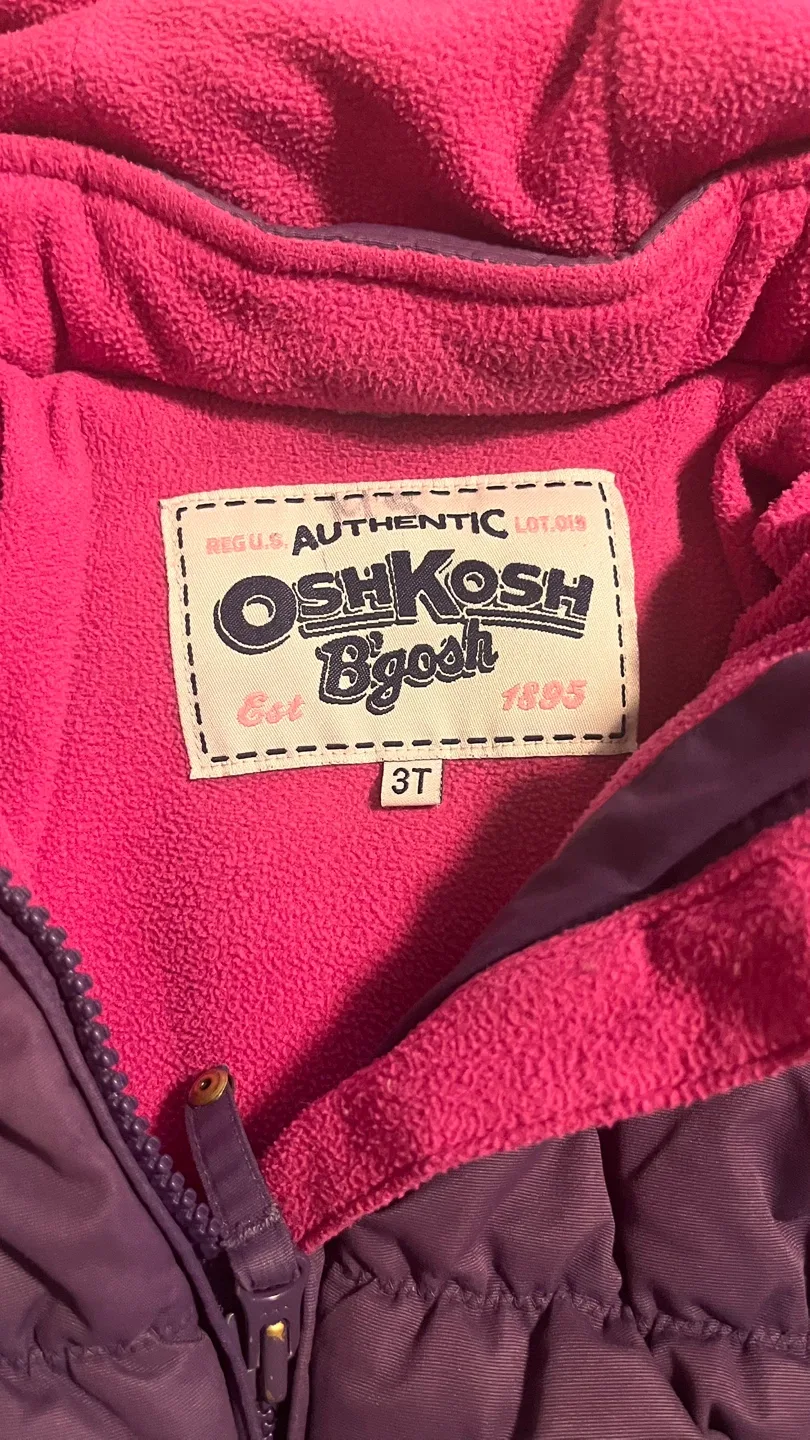 REG U.S. AUTHENTIC LOT.019
OSHKOSH
B'gosh
Est 1895
3T